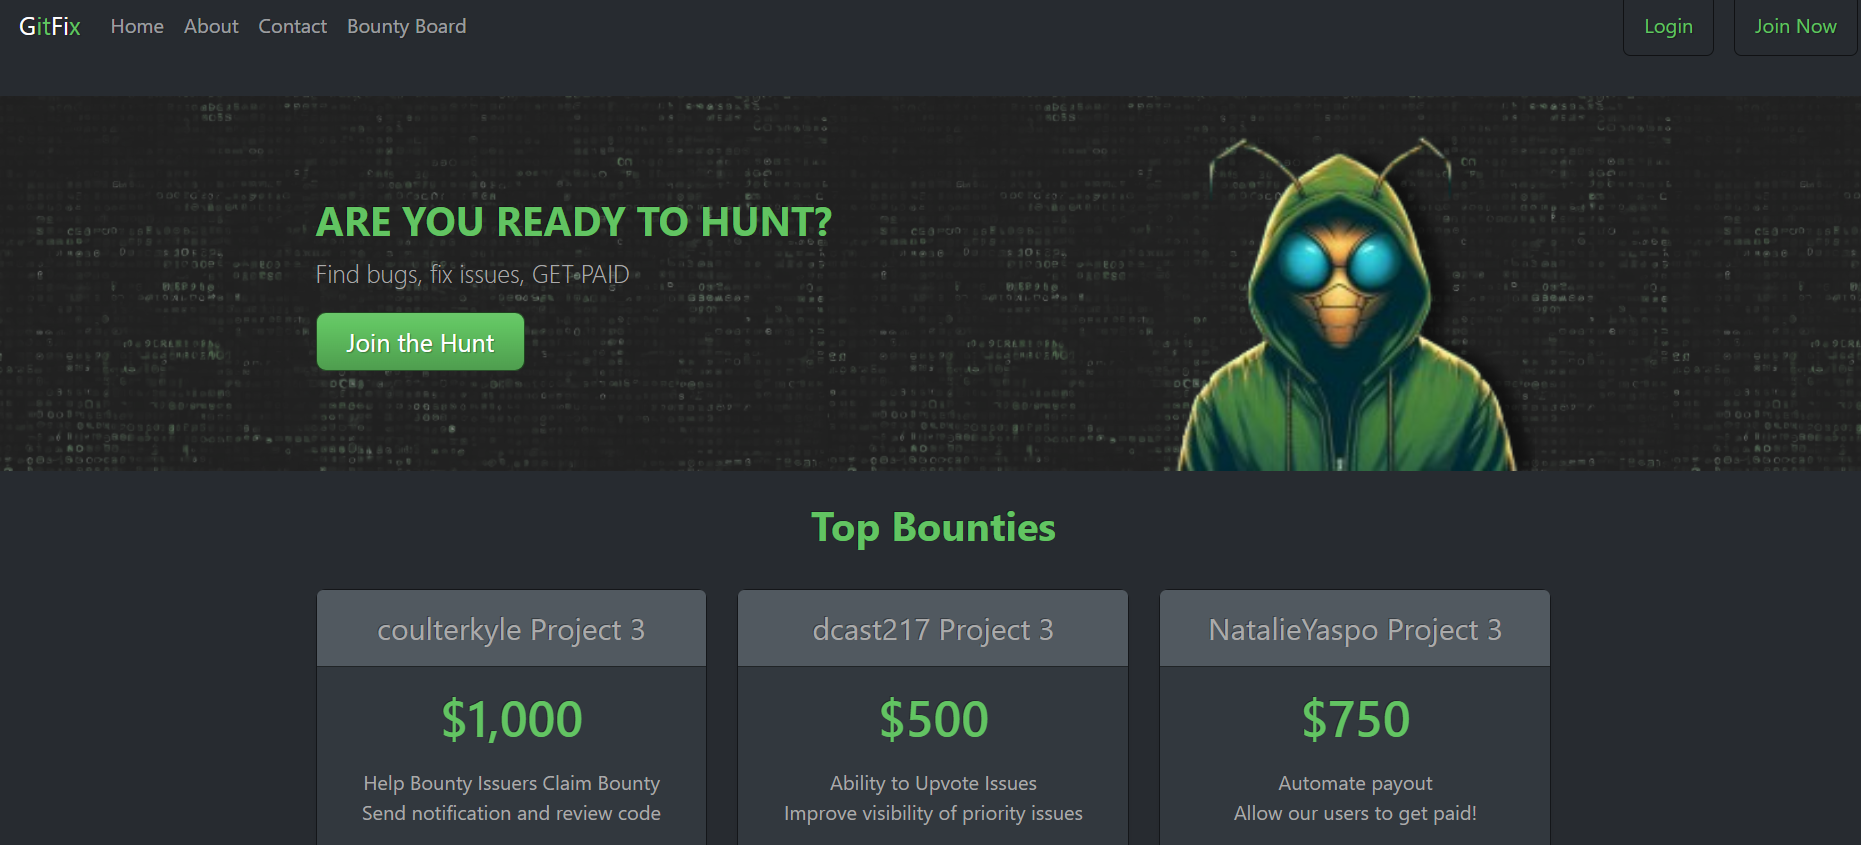 GitFix Home About Contact Bounty Board Login Join Now
ARE YOU READY TO HUNT?
Find bugs, fix issues, GET PAID
Join the Hunt
Top Bounties
coulterkyle Project 3
$1,000
Help Bounty Issuers Claim Bounty
Send notification and review code
dcast217 Project 3
$500
Ability to Upvote Issues
Improve visibility of priority issues
NatalieYaspo Project 3
$750
Automate payout
Allow our users to get paid!